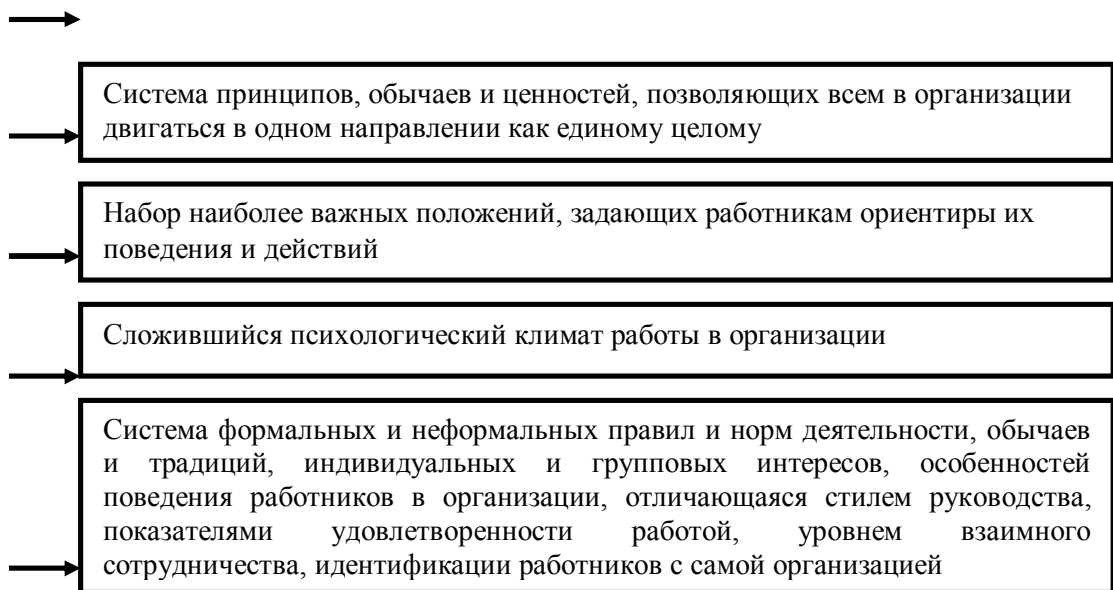 Система принципов, обычаев и ценностей, позволяющих всем в организации
двигаться в одном направлении как единому целому
Набор наиболее важных положений, задающих работникам ориентиры их
поведения и действий
Сложившийся психологический климат работы в организации
Система формальных и неформальных правил и норм деятельности, обычаев
и традиций, индивидуальных и групповых интересов, особенностей
поведения работников в организации, отличающаяся стилем руководства,
показателями удовлетворенности работой, уровнем взаимного
сотрудничества, идентификации работников с самой организацией